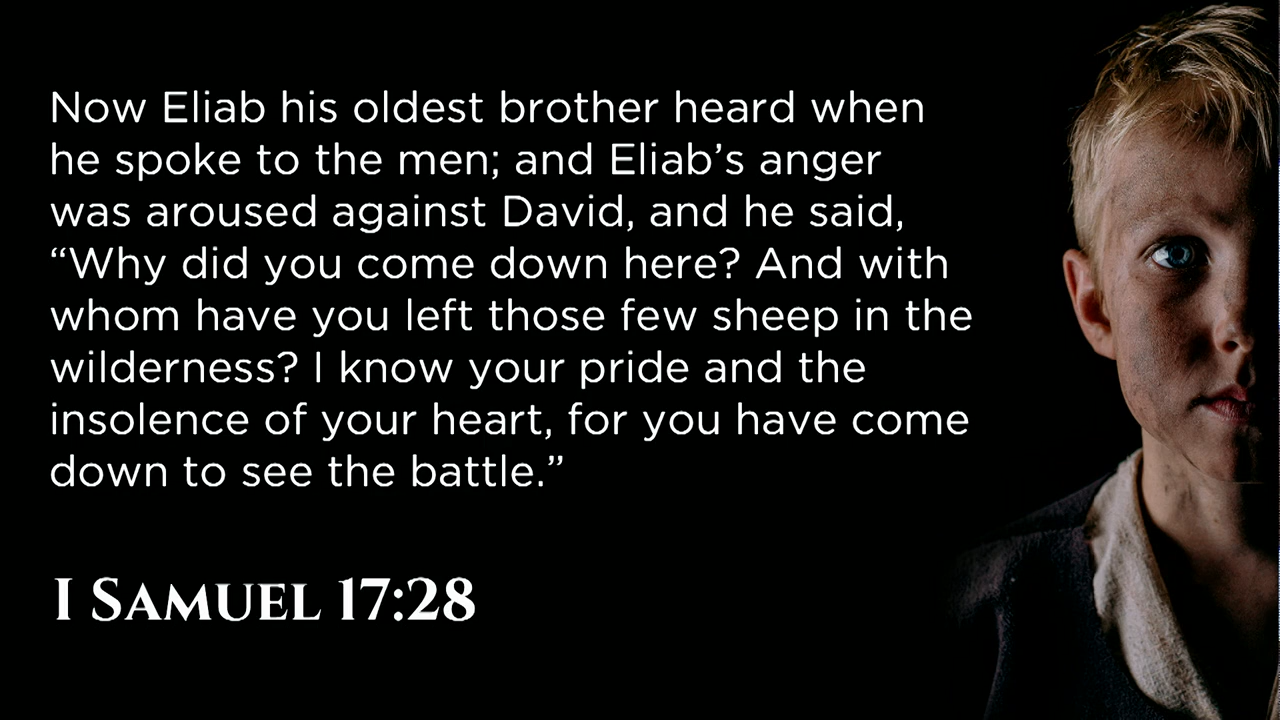 Now Eliab his oldest brother heard when
he spoke to the men; and Eliab’s anger
was aroused against David, and he said,
“Why did you come down here? And with
whom have you left those few sheep in the
wilderness? I know your pride and the
insolence of your heart, for you have come
down to see the battle.”
I Samuel 17:28